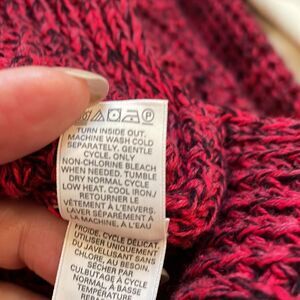 P
TURN INSIDE OUT.
MACHINE WASH COLD
SEPARATELY. GENTLE
CYCLE. ONLY
NON-CHLORINE BLEACH
WHEN NEEDED. TUMBLE
DRY NORMAL CYCLE
LOW HEAT. COOL IRON./
RETOURNER LE
VÊTEMENT À L'ENVERS.
LAVER SÉPARÉMENT À
LA MACHINE, À L'EAU
FROIDE. CYCLE DÉLICAT.
UTILISER UNIQUEMENT
DU JAVELLISANT SANS
CHLORE AU BESOIN.
CULBUTAGE À CYCLE
NORMAL, À BASSE
TEMPÉRATURE